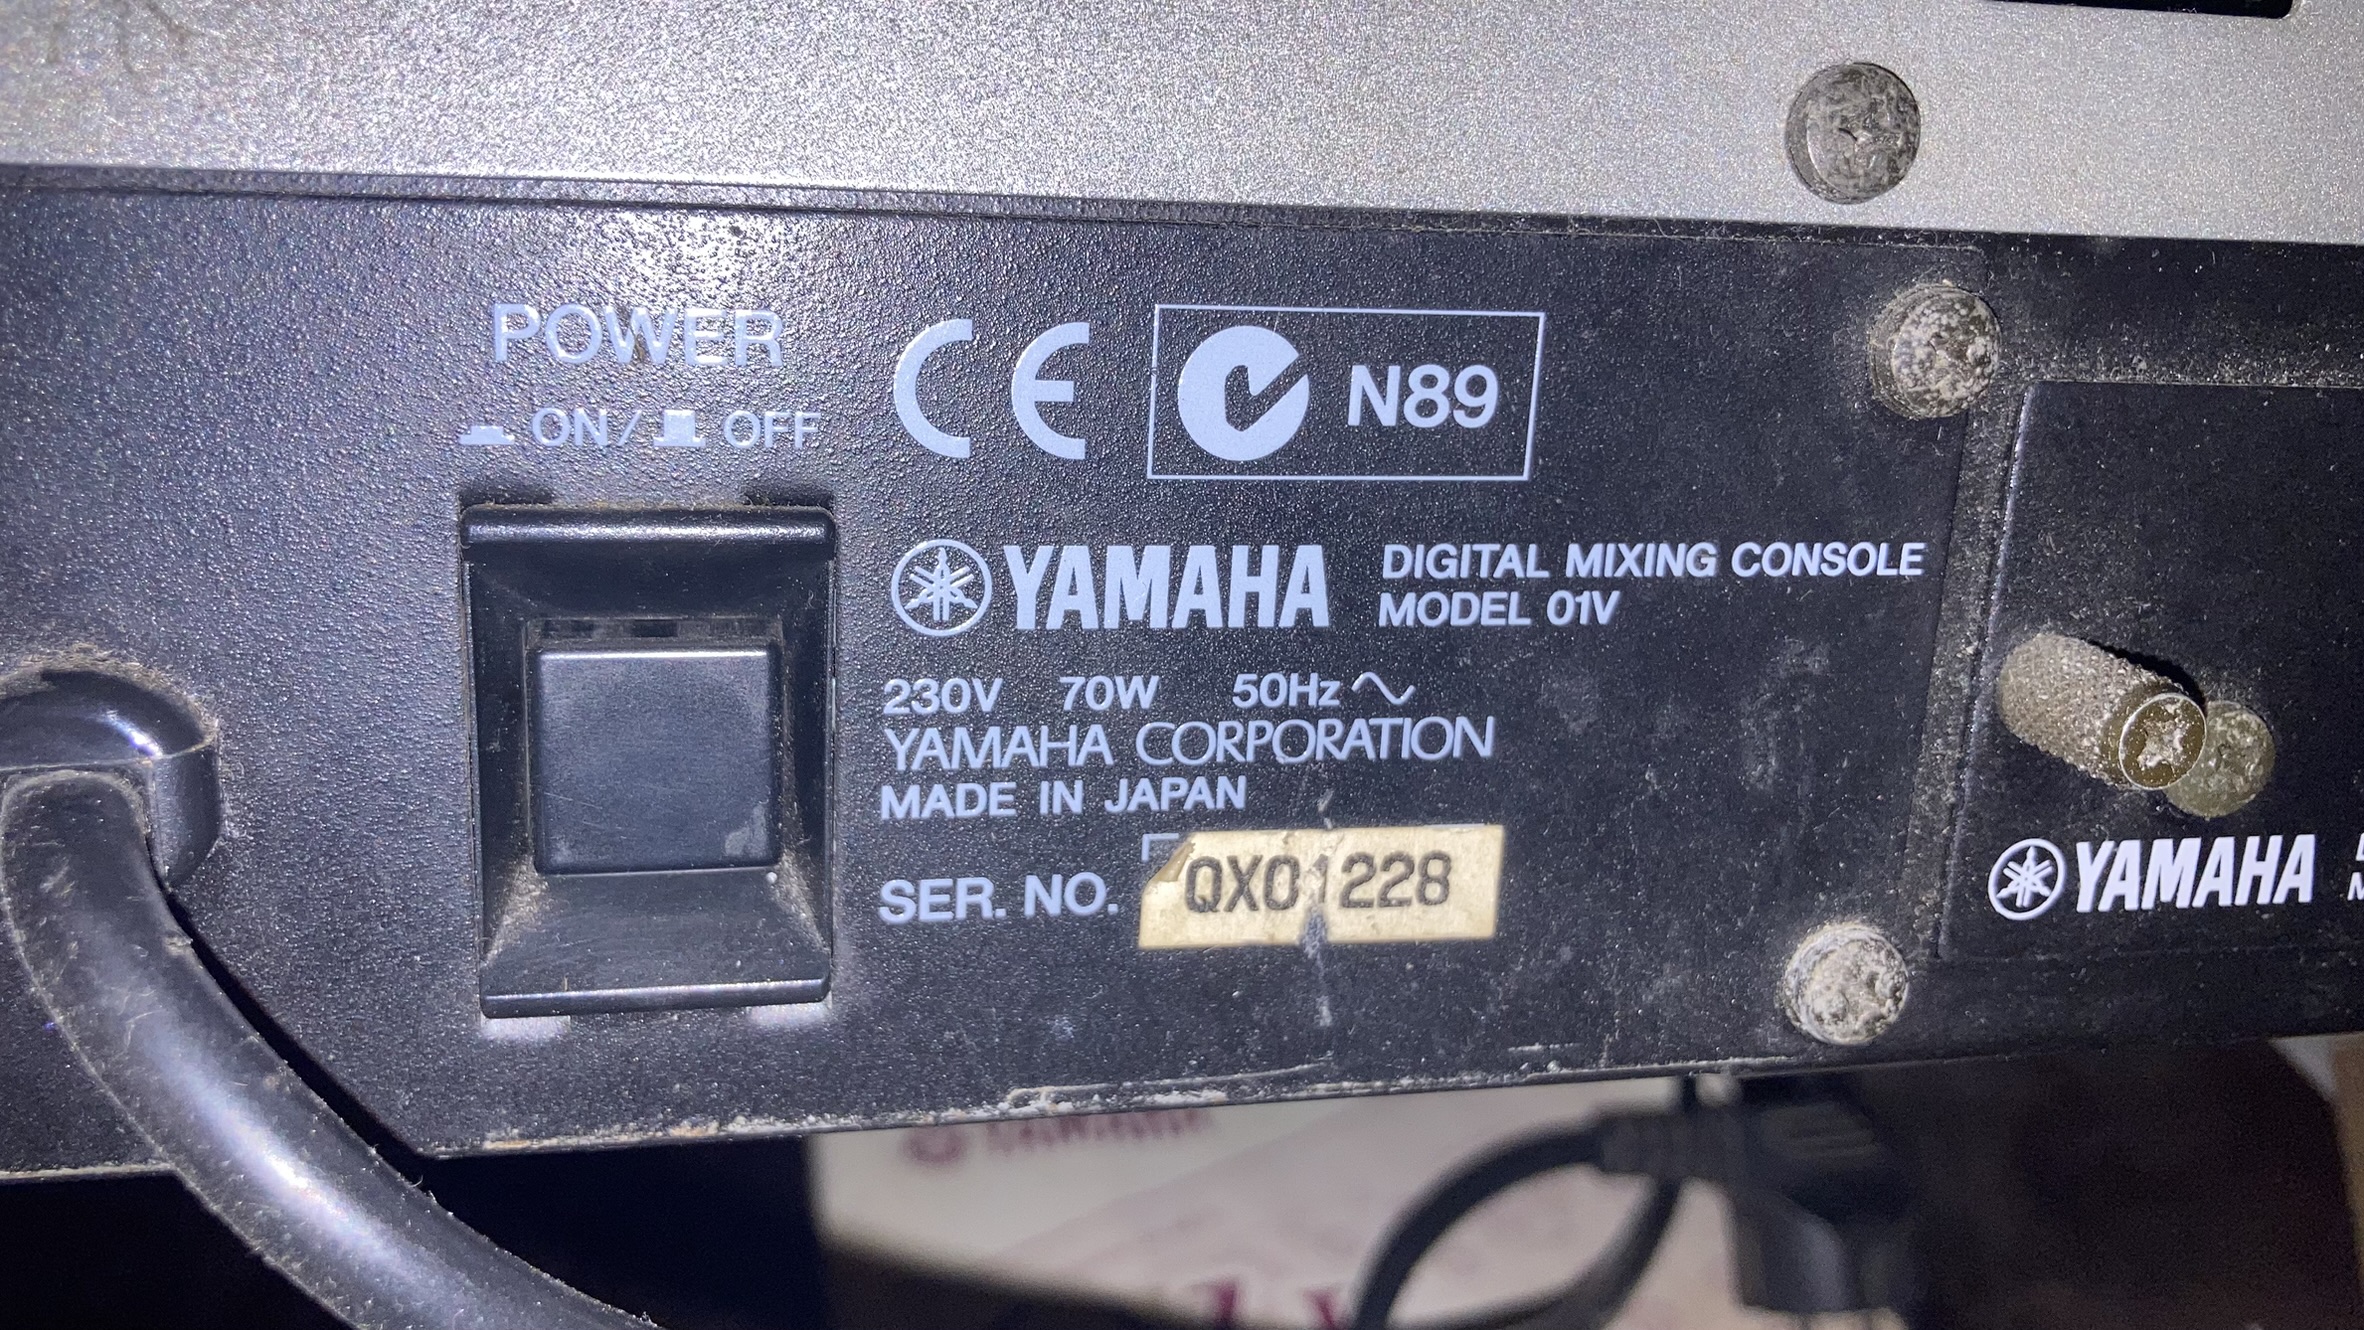 POWER
ON/ OFF
CE N89
YAMAHA DIGITAL MIXING CONSOLE
MODEL 01V
230V 70W 50Hz
YAMAHA CORPORATION
MADE IN JAPAN
SER. NO. QX01228
YAMAHA
YAMAHA